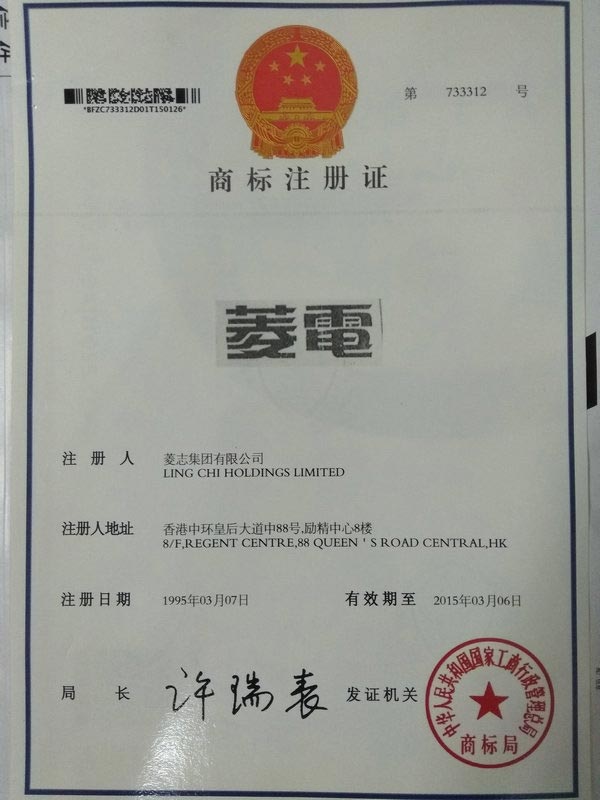 *BFZC733312D01T150126*
第 733312 号
商标注册证
菱電
注册人 菱志集团有限公司
LING CHI HOLDINGS LIMITED
注册人地址 香港中环皇后大道中88号,励精中心8楼
8/F,REGENT CENTRE,88 QUEEN'S ROAD CENTRAL,HK
注册日期 1995年03月07日 有效期至 2015年03月06日
局长 许瑞表 发证机关
中华人民共和国国家工商行政管理总局
商标局